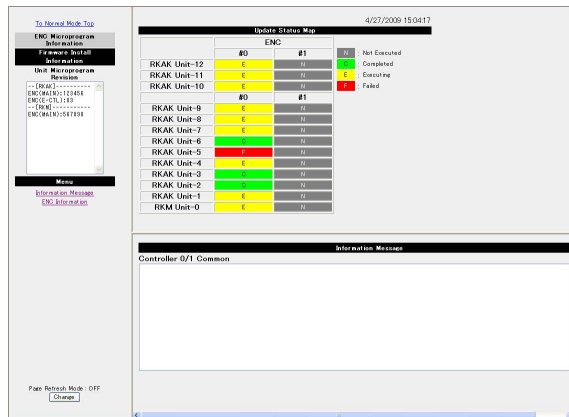 To Normal Mode Top
ENC Microprogram
Information
Firmware Install
Information
Unit Microprogram
Revision
--[RKAK]----------
ENC(MAIN):123456
ENC(E-CTL):03
--[RKM]-----------
ENC(MAIN):567890
Menu
Information Message
ENC Information
Page Refresh Mode : OFF
Change
4/27/2009 15:04:17
Update Status Map
ENC
#0 #1
RKAK Unit-12 E N
RKAK Unit-11 E N
RKAK Unit-10 E N
#0 #1
RKAK Unit-9 E N
RKAK Unit-8 E N
RKAK Unit-7 E N
RKAK Unit-6 C N
RKAK Unit-5 F N
RKAK Unit-4 E N
RKAK Unit-3 C N
RKAK Unit-2 C N
RKAK Unit-1 E N
RKM Unit-0 E N
N : Not Executed
C : Completed
E : Executing
F : Failed
Information Message
Controller 0/1 Common